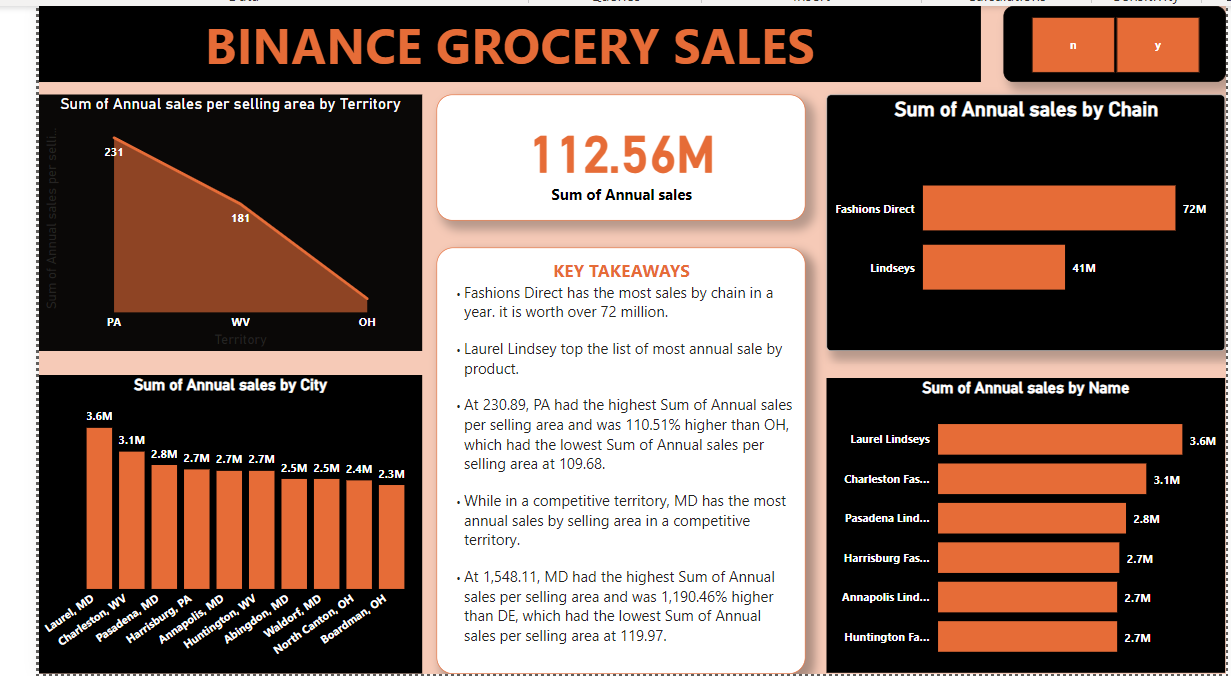 BINANCE GROCERY SALES
n
y
Sum of Annual sales per selling area by Territory
Sum of Annual sales per selli...
231
181
PA
WV
OH
Territory
112.56M
Sum of Annual sales
Sum of Annual sales by Chain
Fashions Direct
72M
Lindseys
41M
KEY TAKEAWAYS
• Fashions Direct has the most sales by chain in a
year. it is worth over 72 million.
• Laurel Lindsey top the list of most annual sale by
product.
• At 230.89, PA had the highest Sum of Annual sales
per selling area and was 110.51% higher than OH,
which had the lowest Sum of Annual sales per
selling area at 109.68.
• While in a competitive territory, MD has the most
annual sales by selling area in a competitive
territory.
• At 1,548.11, MD had the highest Sum of Annual
sales per selling area and was 1,190.46% higher
than DE, which had the lowest Sum of Annual
sales per selling area at 119.97.
Sum of Annual sales by City
3.6M
3.1M
2.8M
2.7M
2.7M
2.7M
2.5M
2.5M
2.4M
2.3M
Laurel, MD
Charleston, WV
Pasadena, MD
Harrisburg, PA
Annapolis, MD
Huntington, WV
Abingdon, MD
Waldorf, MD
North Canton, OH
Boardman, OH
Sum of Annual sales by Name
Laurel Lindseys
3.6M
Charleston Fas...
3.1M
Pasadena Lind...
2.8M
Harrisburg Fas...
2.7M
Annapolis Lind...
2.7M
Huntington Fa...
2.7M